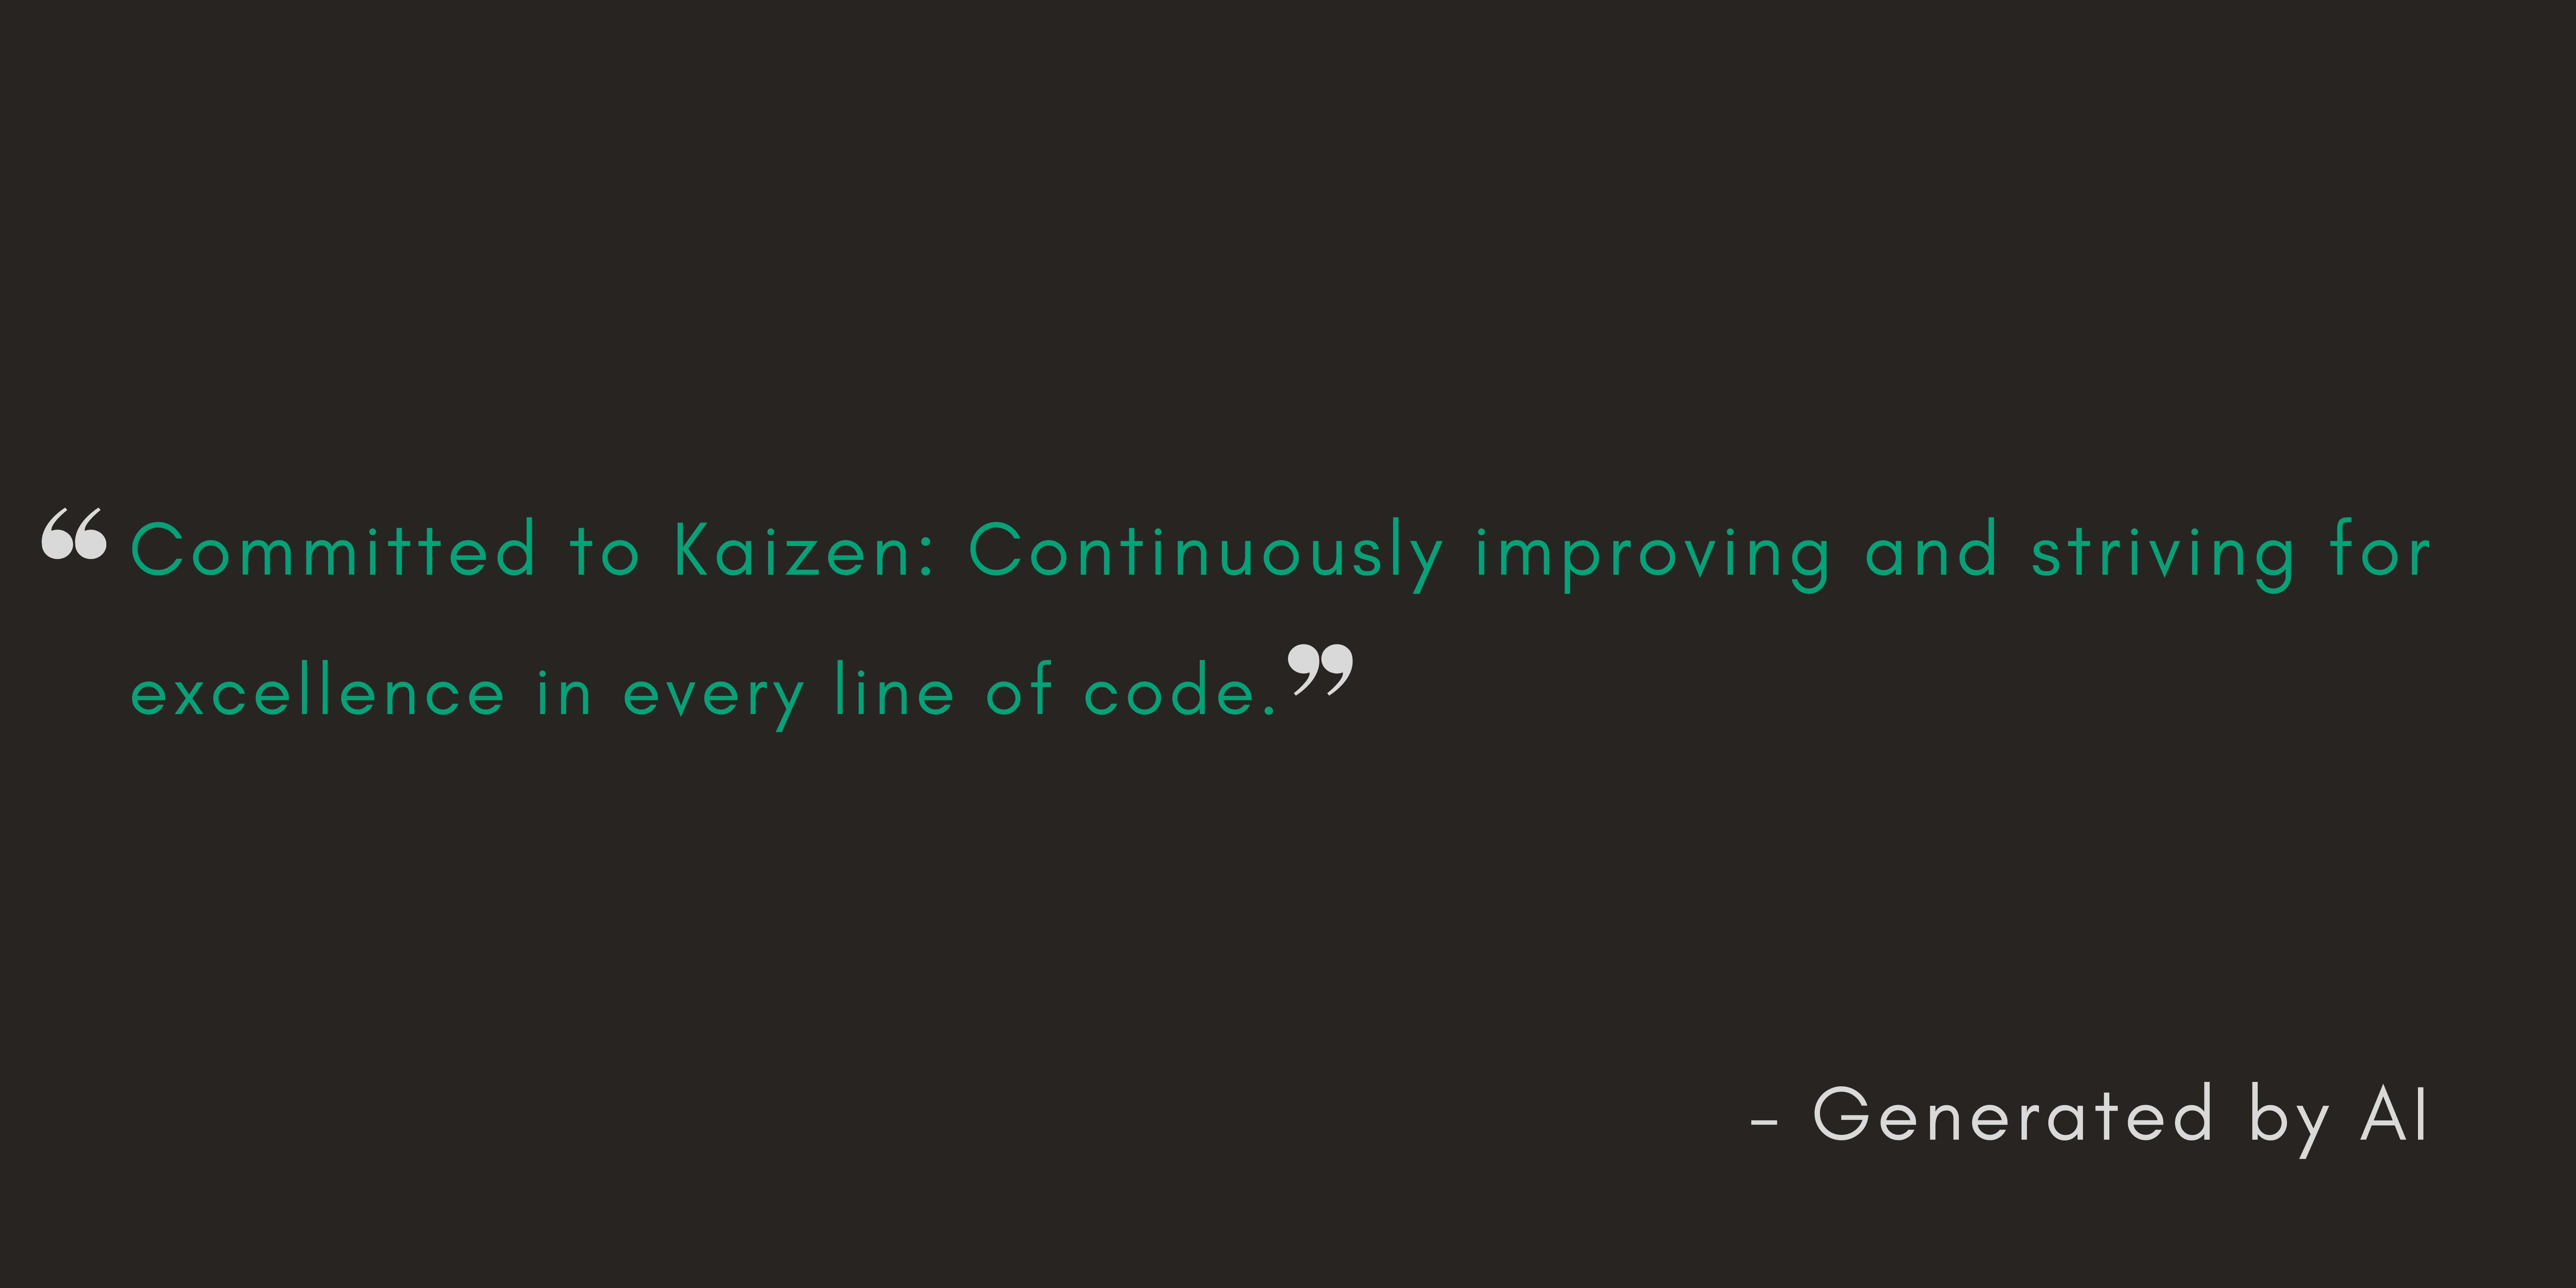 “Committed to Kaizen: Continuously improving and striving for
excellence in every line of code.”
– Generated by AI